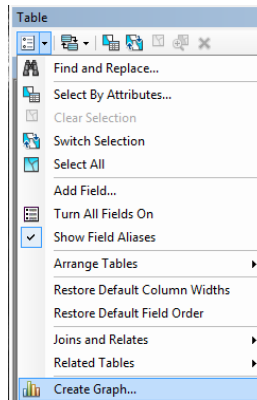 Table
Find and Replace...
Select By Attributes...
Clear Selection
Switch Selection
Select All
Add Field...
Turn All Fields On
Show Field Aliases
Arrange Tables
Restore Default Column Widths
Restore Default Field Order
Joins and Relates
Related Tables
Create Graph...